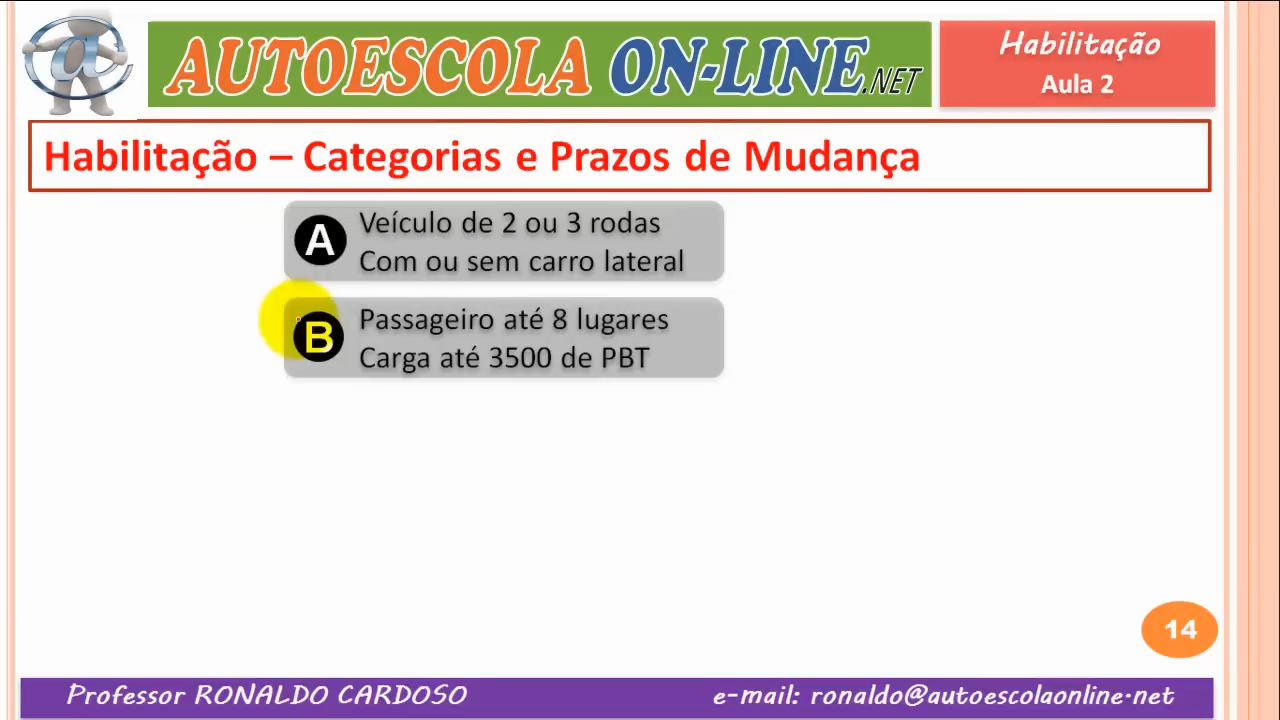 @
AUTOESCOLA ON-LINE.NET
Habilitação
Aula 2
Habilitação – Categorias e Prazos de Mudança
A
Veículo de 2 ou 3 rodas
Com ou sem carro lateral
B
Passageiro até 8 lugares
Carga até 3500 de PBT
14
Professor RONALDO CARDOSO
e-mail: ronaldo@autoescolaonline.net